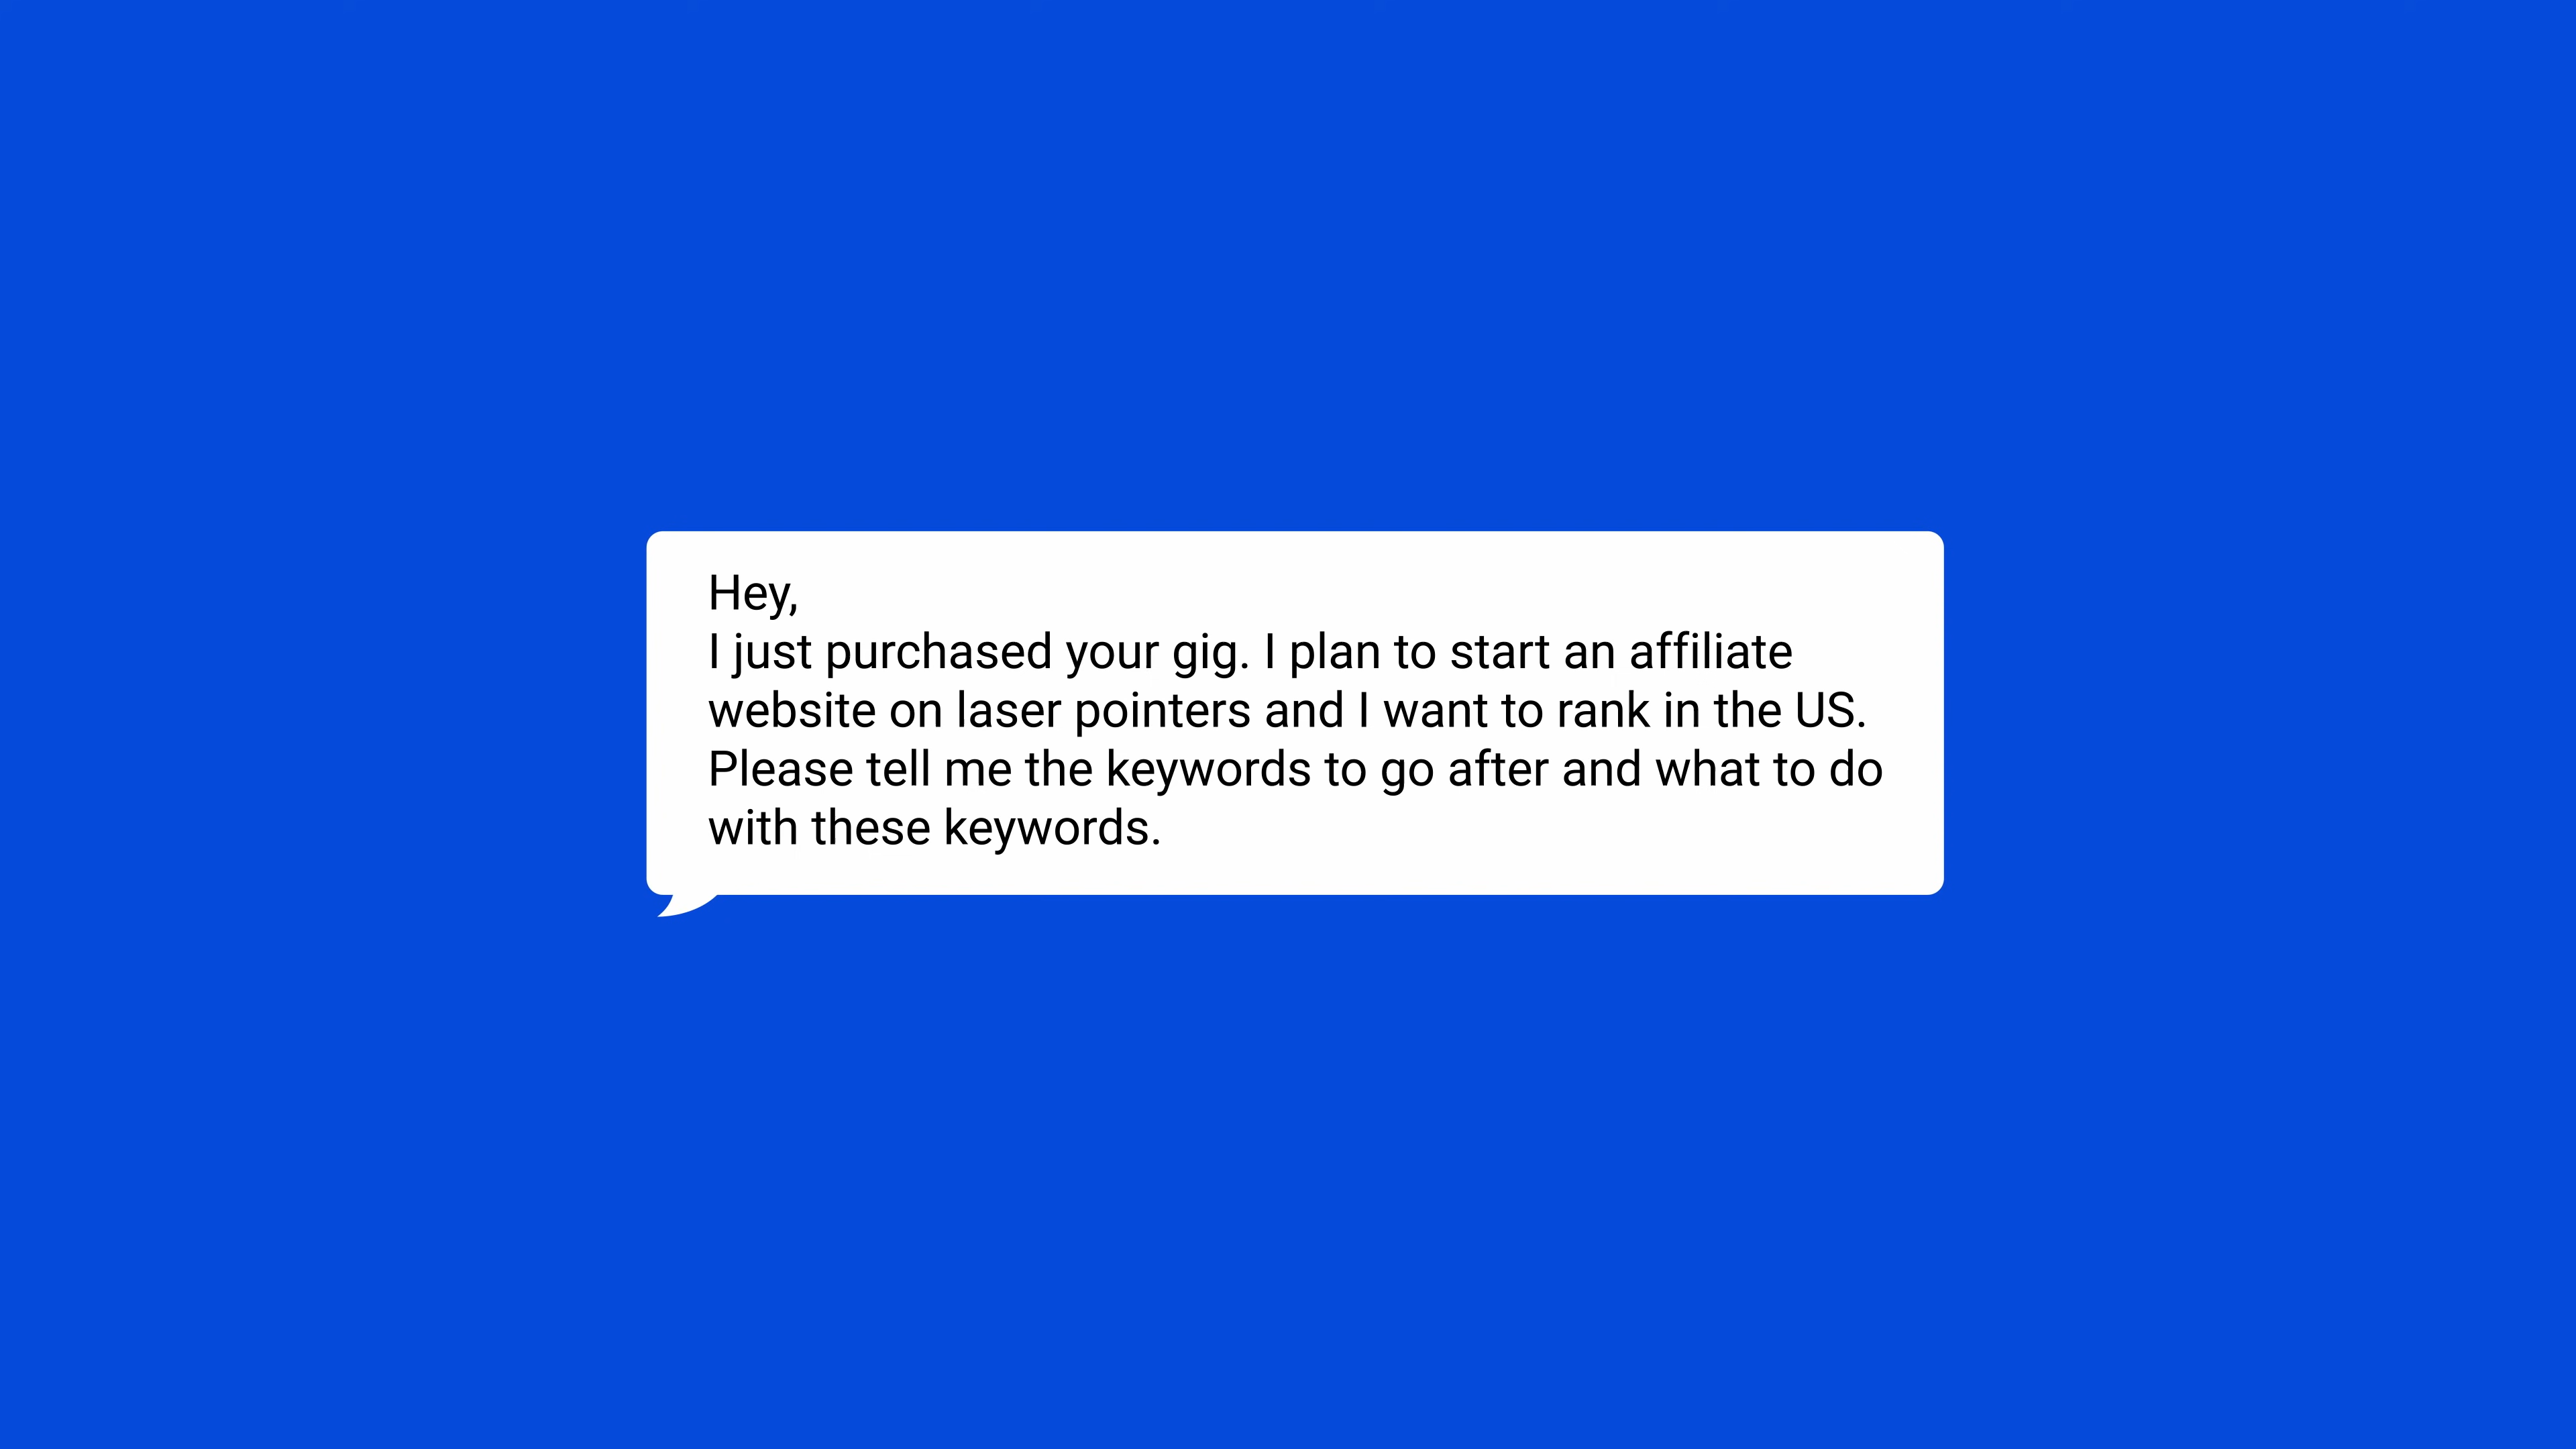 Hey,
I just purchased your gig. I plan to start an affiliate
website on laser pointers and I want to rank in the US.
Please tell me the keywords to go after and what to do
with these keywords.